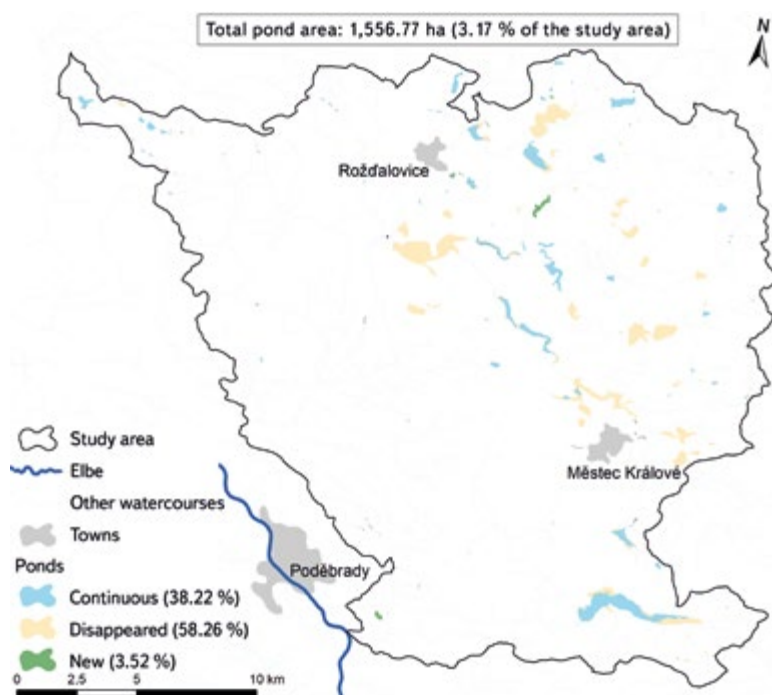 Total pond area: 1,556.77 ha (3.17 % of the study area)
N
Rožďalovice
Městec Králové
Poděbrady
Study area
Elbe
Other watercourses
Towns
Ponds
Continuous (38.22 %)
Disappeared (58.26 %)
New (3.52 %)
0 2.5 5 10 km